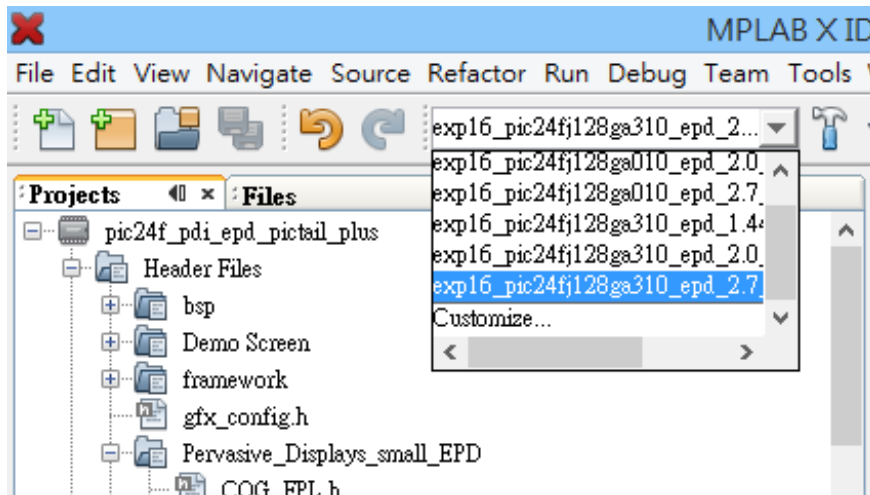 MPLAB X ID
File Edit View Navigate Source Refactor Run Debug Team Tools
exp16_pic24fj128ga310_epd_2...
exp16_pic24fj128ga010_epd_2.0_
exp16_pic24fj128ga010_epd_2.7_
exp16_pic24fj128ga310_epd_1.44
exp16_pic24fj128ga310_epd_2.0_
exp16_pic24fj128ga310_epd_2.7_
Customize...
Projects Files
pic24f_pdi_epd_pictail_plus
Header Files
bsp
Demo Screen
framework
gfx_config.h
Pervasive_Displays_small_EPD
COG_FPL.h